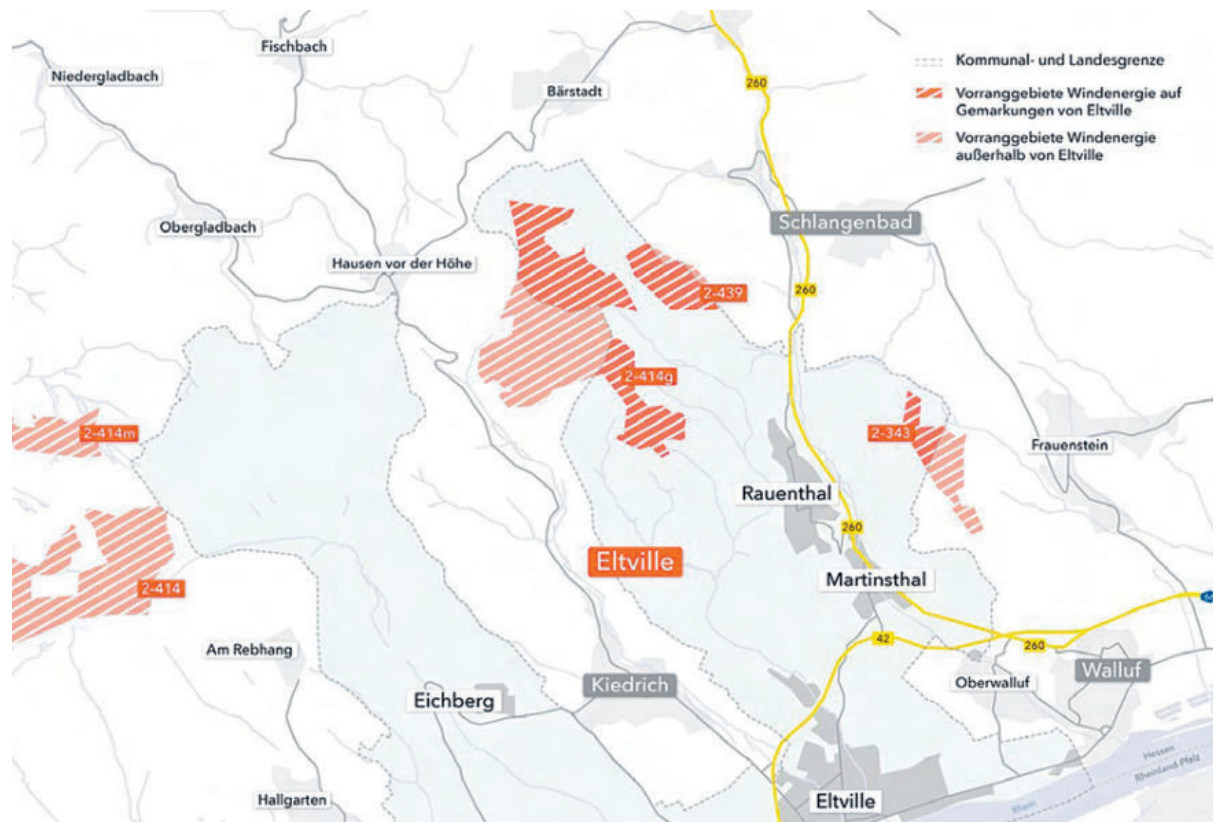 Fischbach
Niedergladbach
Bärstadt
260
Kommunal- und Landesgrenze
Vorranggebiete Windenergie auf
Gemarkungen von Eltville
Vorranggebiete Windenergie
außerhalb von Eltville
Obergladbach
Hausen vor der Höhe
Schlangenbad
2-439
260
2-414g
2-414m
2-343
Frauenstein
Rauenthal
260
Eltville
Martinsthal
2-414
42
260
Am Rebhang
Kiedrich
Eichberg
Oberwalluf
Walluf
Hallgarten
Eltville
Hessen
Rheinland-Pfalz
Rhein